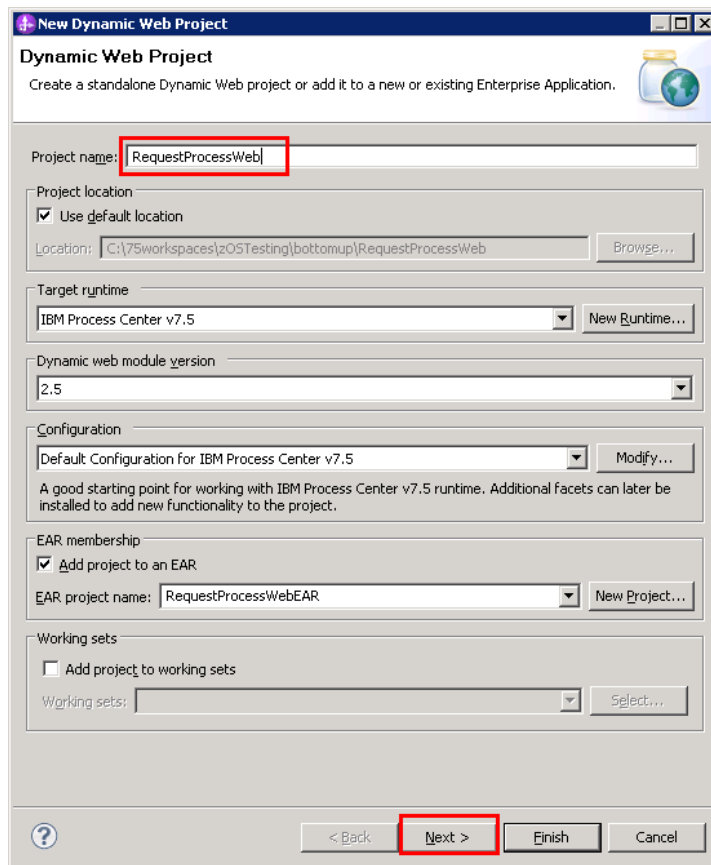 New Dynamic Web Project
Dynamic Web Project
Create a standalone Dynamic Web project or add it to a new or existing Enterprise Application.
Project name: RequestProcessWeb
Project location
Use default location
Location: C:\75workspaces\zOSTesting\bottomup\RequestProcessWeb Browse...
Target runtime
IBM Process Center v7.5 New Runtime...
Dynamic web module version
2.5
Configuration
Default Configuration for IBM Process Center v7.5 Modify...
A good starting point for working with IBM Process Center v7.5 runtime. Additional facets can later be
installed to add new functionality to the project.
EAR membership
Add project to an EAR
EAR project name: RequestProcessWebEAR New Project...
Working sets
Add project to working sets
Working sets: Select...
? < Back Next > Finish Cancel